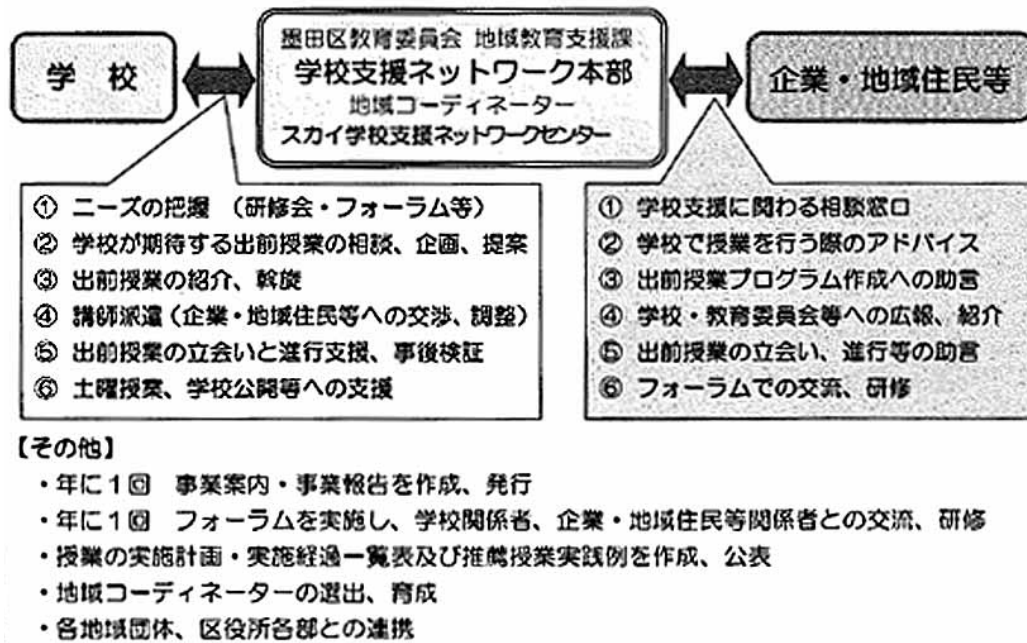 学 校
墨田区教育委員会 地域教育支援課
学校支援ネットワーク本部
地域コーディネーター
スカイ学校支援ネットワークセンター
企業・地域住民等
① ニーズの把握 (研修会・フォーラム等)
② 学校が期待する出前授業の相談、企画、提案
③ 出前授業の紹介、斡旋
④ 講師派遣(企業・地域住民等への交渉、調整)
⑤ 出前授業の立会いと進行支援、事後検証
⑥ 土曜授業、学校公開等への支援
① 学校支援に関わる相談窓口
② 学校で授業を行う際のアドバイス
③ 出前授業プログラム作成への助言
④ 学校・教育委員会等への広報、紹介
⑤ 出前授業の立会い、進行等の助言
⑥ フォーラムでの交流、研修
【その他】
・年に1回 事業案内・事業報告を作成、発行
・年に1回 フォーラムを実施し、学校関係者、企業・地域住民等関係者との交流、研修
・授業の実施計画・実施経過一覧表及び推薦授業実践例を作成、公表
・地域コーディネーターの選出、育成
・各地域団体、区役所各部との連携